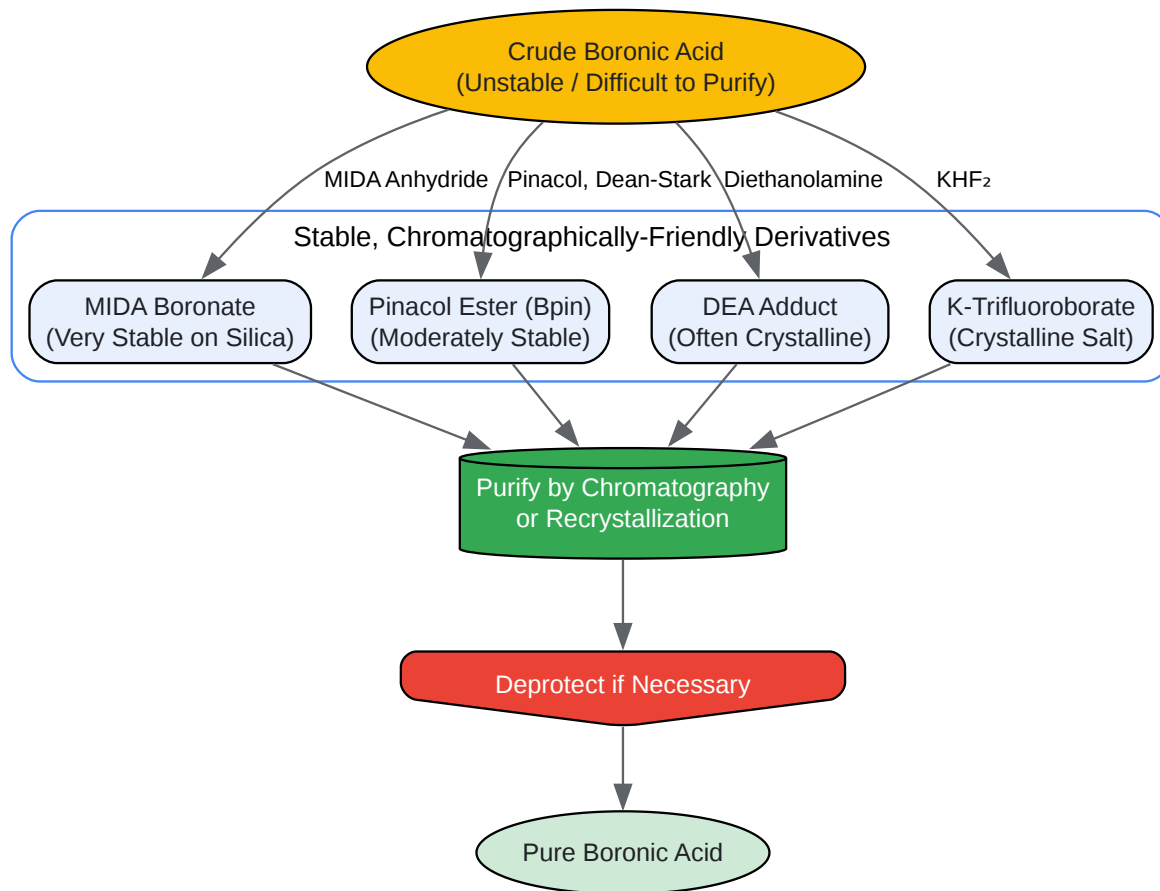 Crude Boronic Acid
(Unstable / Difficult to Purify)
MIDA Anhydride
Pinacol, Dean-Stark
Diethanolamine
KHF₂
Stable, Chromatographically-Friendly Derivatives
MIDA Boronate
(Very Stable on Silica)
Pinacol Ester (Bpin)
(Moderately Stable)
DEA Adduct
(Often Crystalline)
K-Trifluoroborate
(Crystalline Salt)
Purify by Chromatography
or Recrystallization
Deprotect if Necessary
Pure Boronic Acid